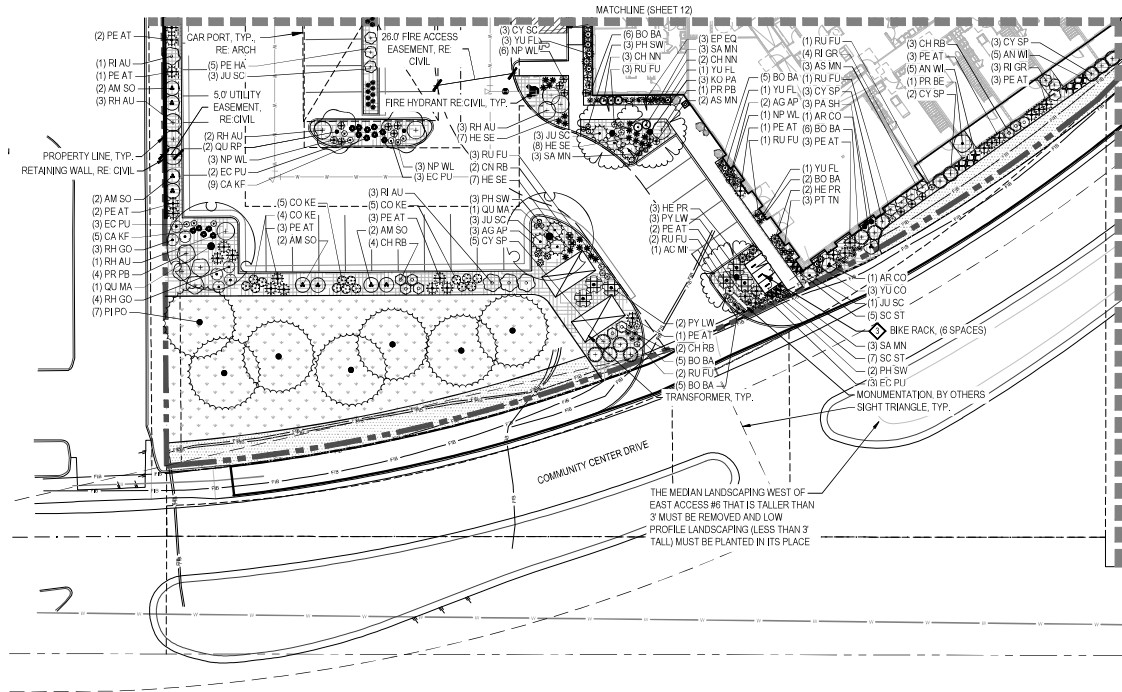 MATCHLINE (SHEET 12)
(2) PE AT
(1) RI AU
(1) PE AT
(2) AM SO
(3) RH AU
PROPERTY LINE, TYP.
RETAINING WALL, RE: CIVIL
(2) AM SO
(2) PE AT
(3) EC PU
(5) CA KF
(3) RH GO
(1) RH AU
(4) PR PB
(1) QU MA
(4) RH GO
(7) PI PO
CAR PORT, TYP.,
RE: ARCH
(5) PE HA
(3) JU SC
5.0' UTILITY
EASEMENT,
RE:CIVIL
(2) RH AU
(2) QU RP
(3) NP WL
(2) EC PU
(9) CA KF
26.0' FIRE ACCESS
EASEMENT, RE:
CIVIL
FIRE HYDRANT RE:CIVIL, TYP.
(3) CY SC
(3) YU FL
(6) NP WL
(3) RH AU
(7) HE SE
(3) NP WL
(3) EC PU
(5) CO KE
(4) CO KE
(3) PE AT
(2) AM SO
(3) RI AU
(5) CO KE
(3) PE AT
(2) AM SO
(4) CH RB
(3) RU FU
(2) CN RB
(7) HE SE
(3) PH SW
(1) QU MA
(3) JU SC
(3) AG AP
(5) CY SP
(3) JU SC
(8) HE SE
(3) SA MN
(6) BO BA
(3) PH SW
(3) CH NN
(3) RU FU
(3) EP EQ
(3) SA MN
(2) CH NN
(1) YU FL
(3) KO PA
(1) PR PB
(2) AS MN
(5) BO BA
(1) YU FL
(2) AG AP
(1) NP WL
(1) PE AT
(1) RU FU
(1) RU FU
(4) RI GR
(3) AS MN
(1) RU FU
(3) CY SP
(3) PA SH
(1) AR CO
(6) BO BA
(3) PE AT
(3) CH RB
(3) PE AT
(5) AN WI
(1) PR BE
(2) CY SP
(3) CY SP
(5) AN WI
(3) RI GR
(3) PE AT
(1) YU FL
(2) BO BA
(2) HE PR
(3) PT TN
(3) HE PR
(3) PY LW
(2) PE AT
(2) RU FU
(1) AC MI
(2) PY LW
(1) PE AT
(2) CH RB
(5) BO BA
(2) RU FU
(5) BO BA
TRANSFORMER, TYP.
(1) AR CO
(3) YU CO
(1) JU SC
(5) SC ST
3 BIKE RACK, (6 SPACES)
(3) SA MN
(7) SC ST
(2) PH SW
(3) EC PU
MONUMENTATION, BY OTHERS
SIGHT TRIANGLE, TYP.
COMMUNITY CENTER DRIVE
THE MEDIAN LANDSCAPING WEST OF
EAST ACCESS #6 THAT IS TALLER THAN
3' MUST BE REMOVED AND LOW
PROFILE LANDSCAPING (LESS THAN 3'
TALL) MUST BE PLANTED IN ITS PLACE